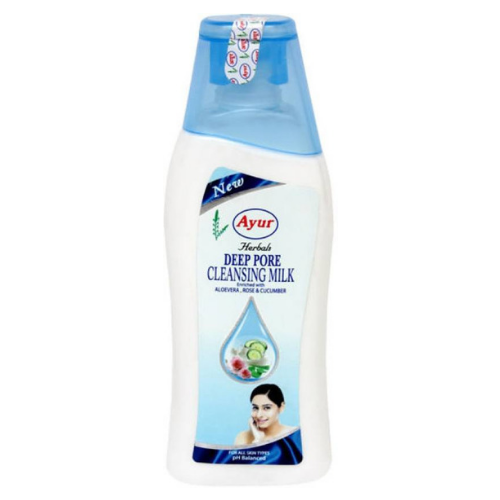 New
Ayur
Herbals
DEEP PORE
CLEANSING MILK
Enriched with
ALOEVERA , ROSE & CUCUMBER
FOR ALL SKIN TYPES
pH Balanced